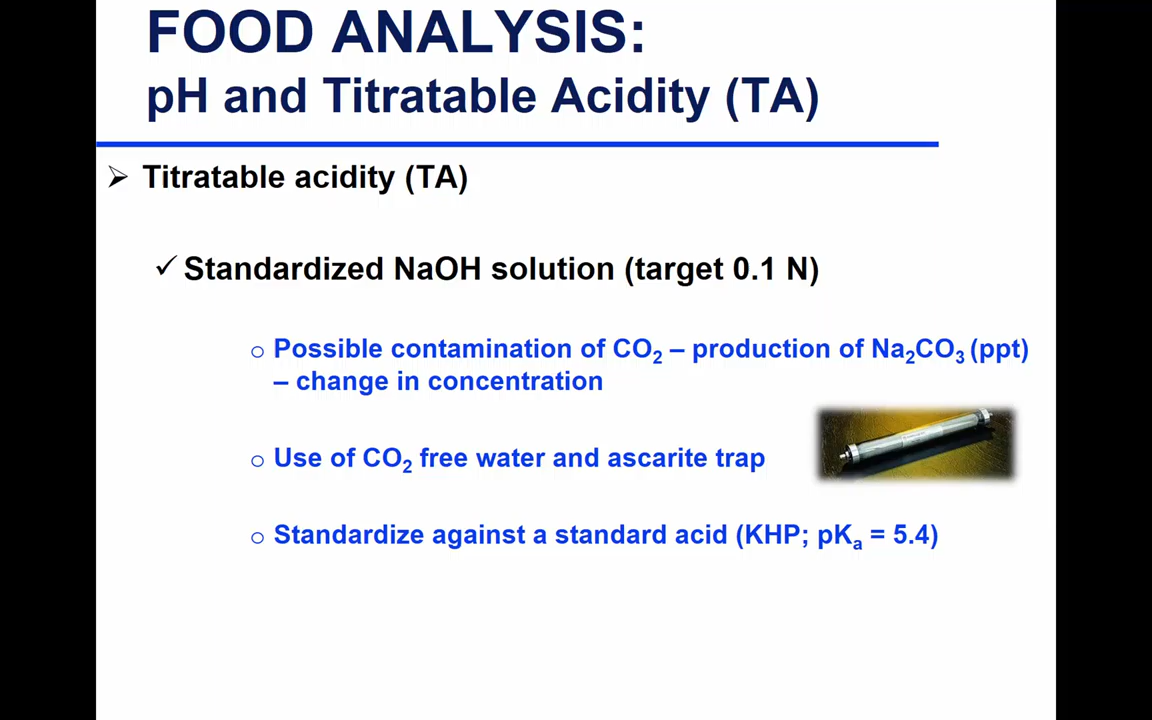 FOOD ANALYSIS:
pH and Titratable Acidity (TA)
➢ Titratable acidity (TA)
✓ Standardized NaOH solution (target 0.1 N)
o Possible contamination of CO₂ – production of Na₂CO₃ (ppt)
– change in concentration
o Use of CO₂ free water and ascarite trap
o Standardize against a standard acid (KHP; pKₐ = 5.4)